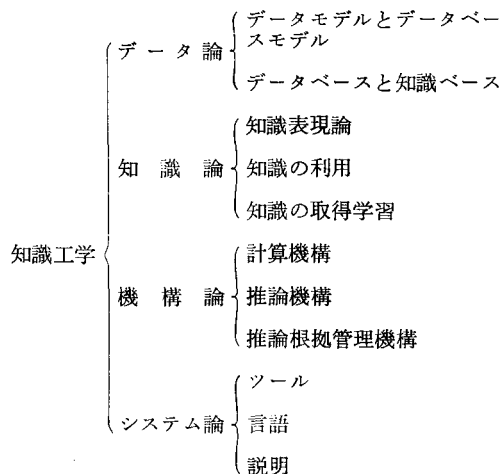 データ論
データモデルとデータベー
スモデル
データベースと知識ベース
知識論
知識表現論
知識の利用
知識の取得学習
知識工学
機構論
計算機構
推論機構
推論根拠管理機構
システム論
ツール
言語
説明